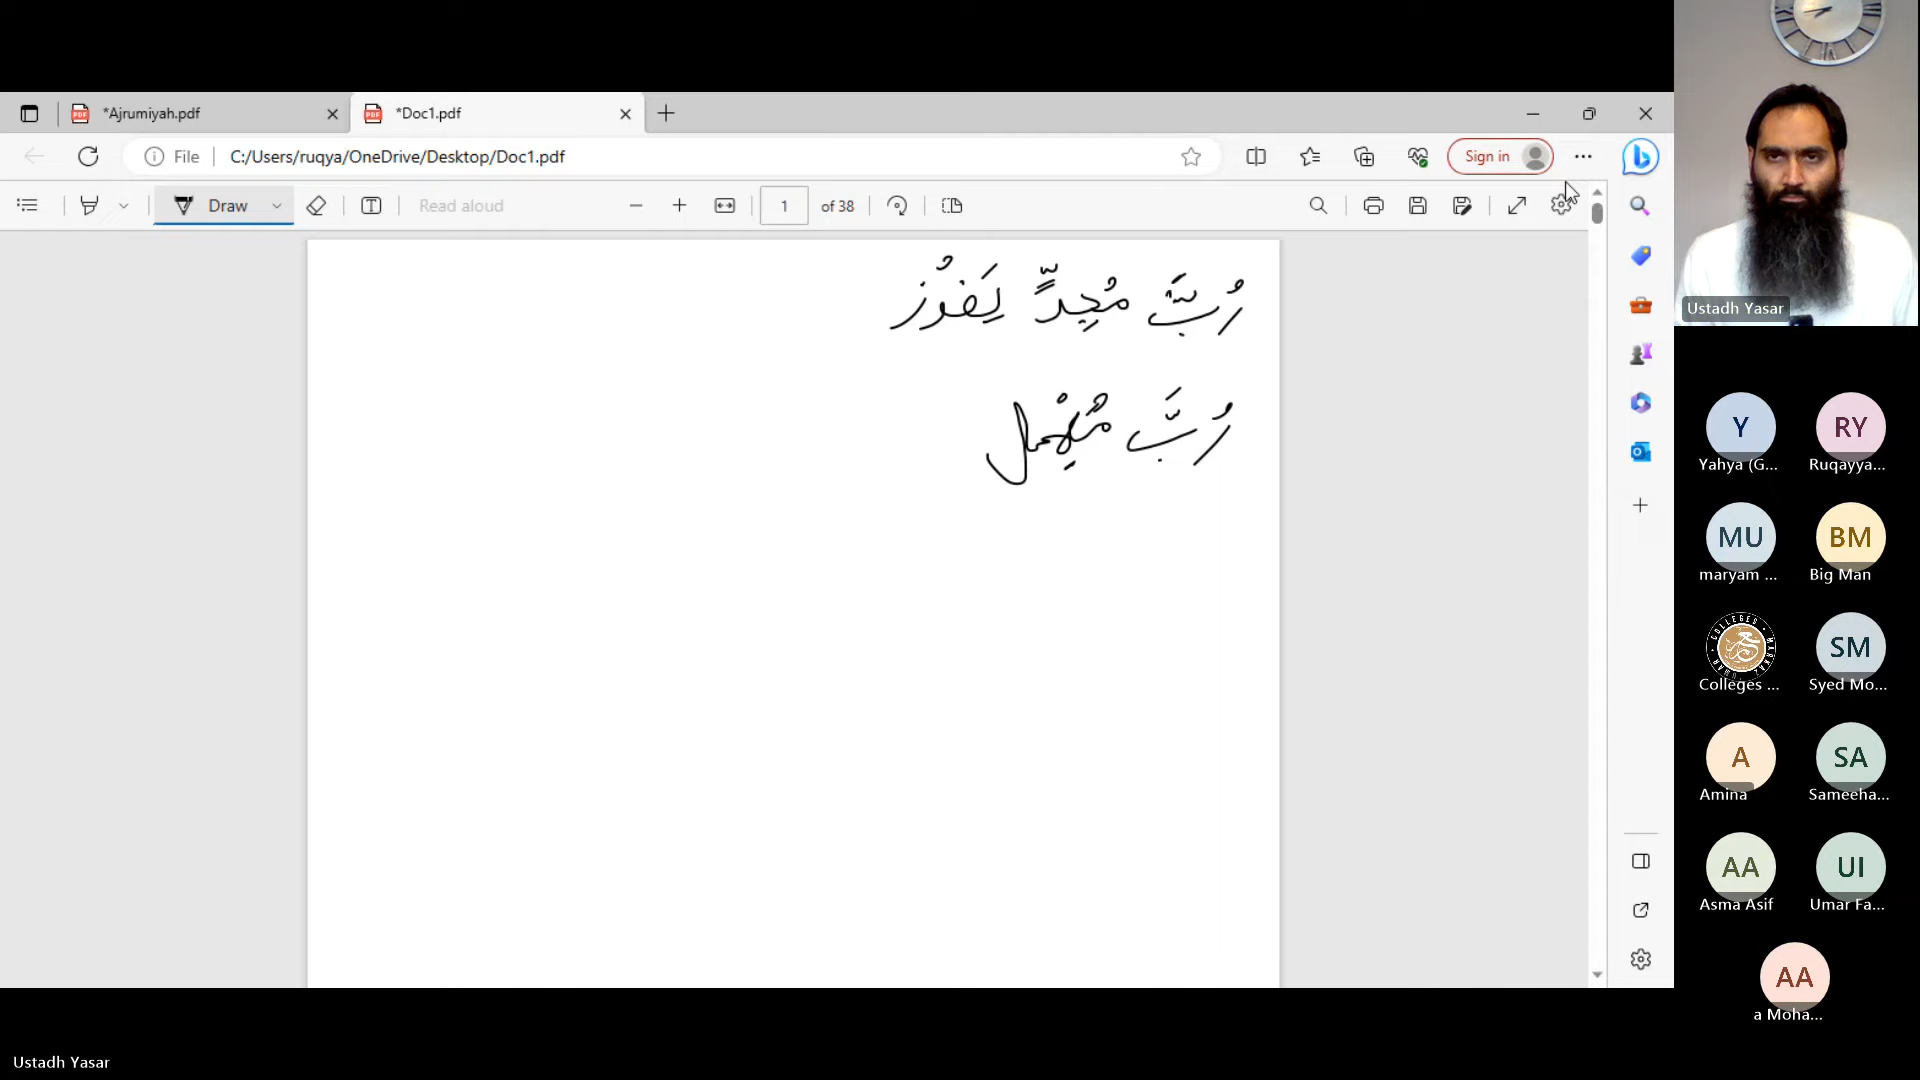 *Ajrumiyah.pdf
*Doc1.pdf
File
C:/Users/ruqya/OneDrive/Desktop/Doc1.pdf
Sign in
Draw
Read aloud
1
of 38
رُبَّ مُجِدٍّ يَفُوْز
رُبَّ مُهْمِل
Ustadh Yasar
Y
Yahya (G...
RY
Ruqayya...
MU
maryam ...
BM
Big Man
Colleges ...
SM
Syed Mo...
A
Amina
SA
Sameeha...
AA
Asma Asif
UI
Umar Fa...
AA
a Moha...
Ustadh Yasar